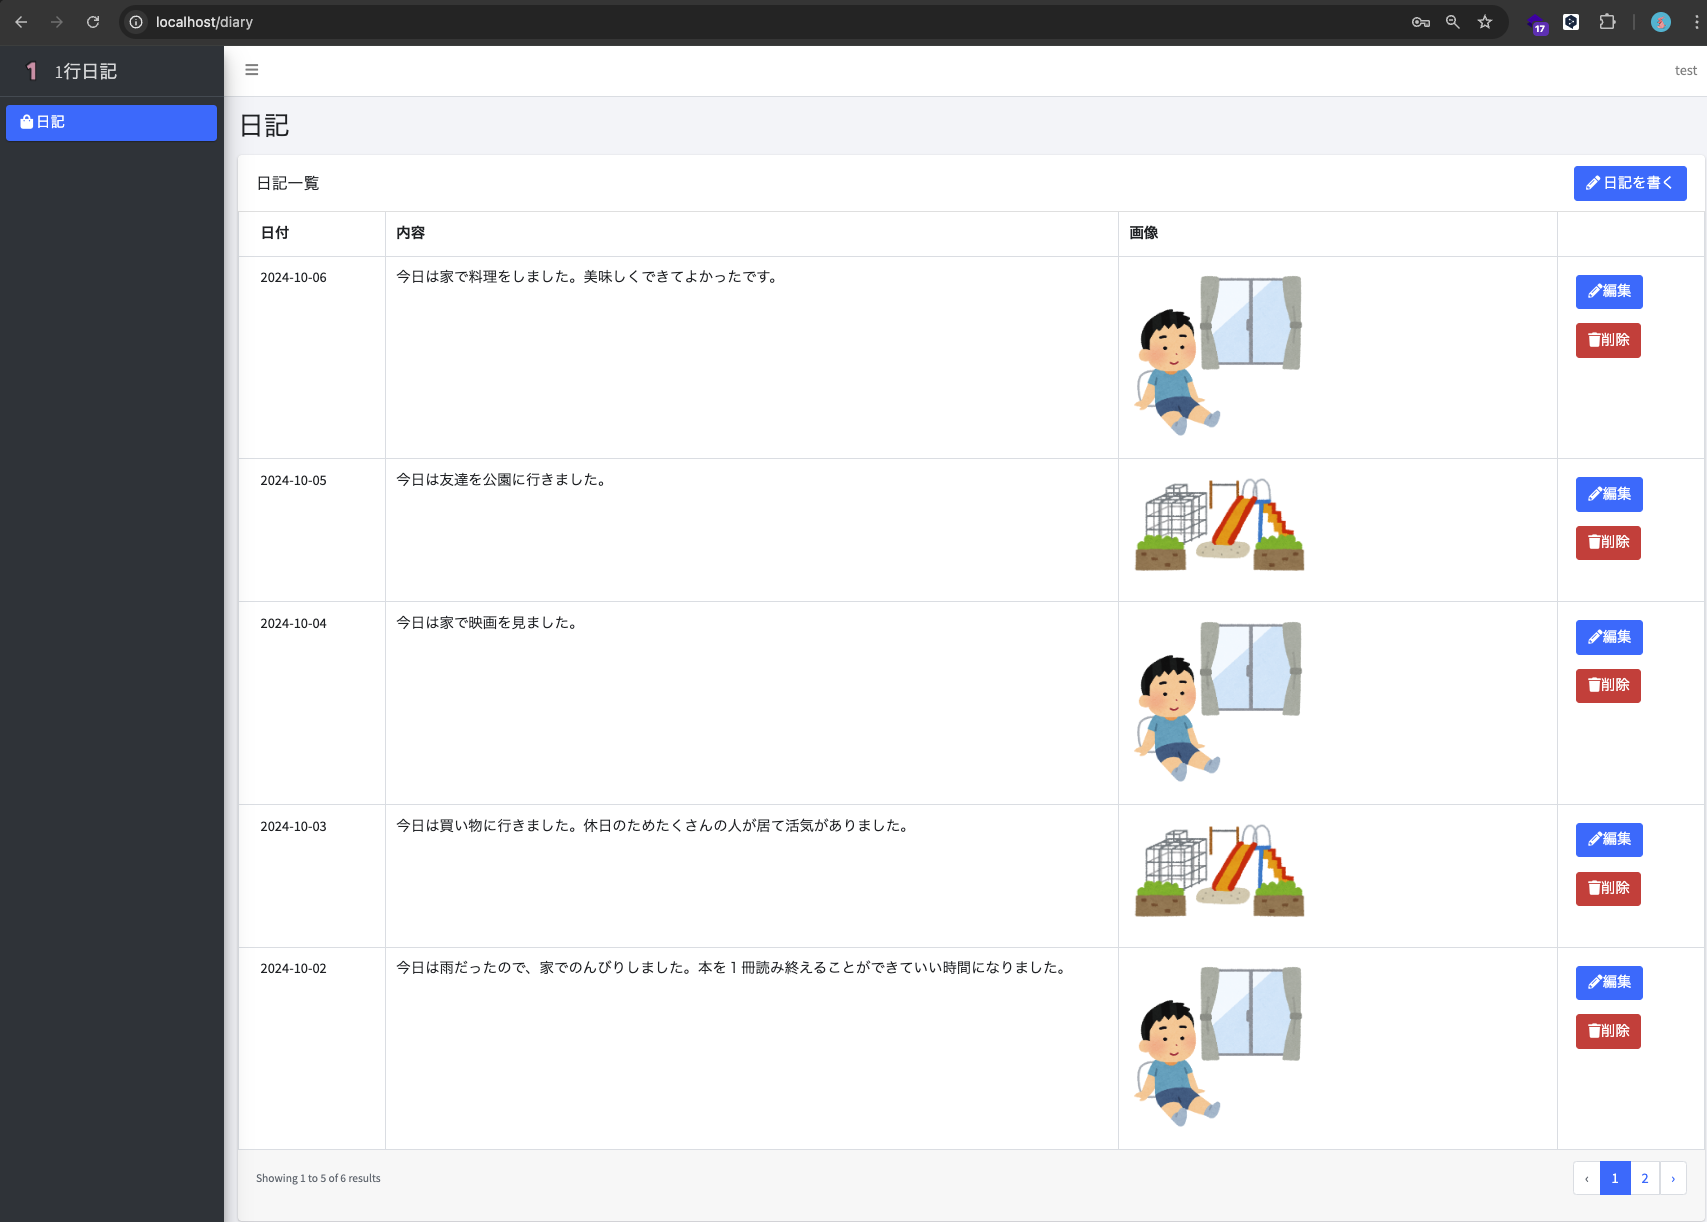 localhost/diary
17
1 1行日記
test
日記
日記
日記一覧
日記を書く
日付 内容 画像
2024-10-06 今日は家で料理をしました。美味しくできてよかったです。 編集
削除
2024-10-05 今日は友達を公園に行きました。 編集
削除
2024-10-04 今日は家で映画を見ました。 編集
削除
2024-10-03 今日は買い物に行きました。休日のためたくさんの人が居て活気がありました。 編集
削除
2024-10-02 今日は雨だったので、家でのんびりしました。本を１冊読み終えることができていい時間になりました。 編集
削除
Showing 1 to 5 of 6 results
‹ 1 2 ›